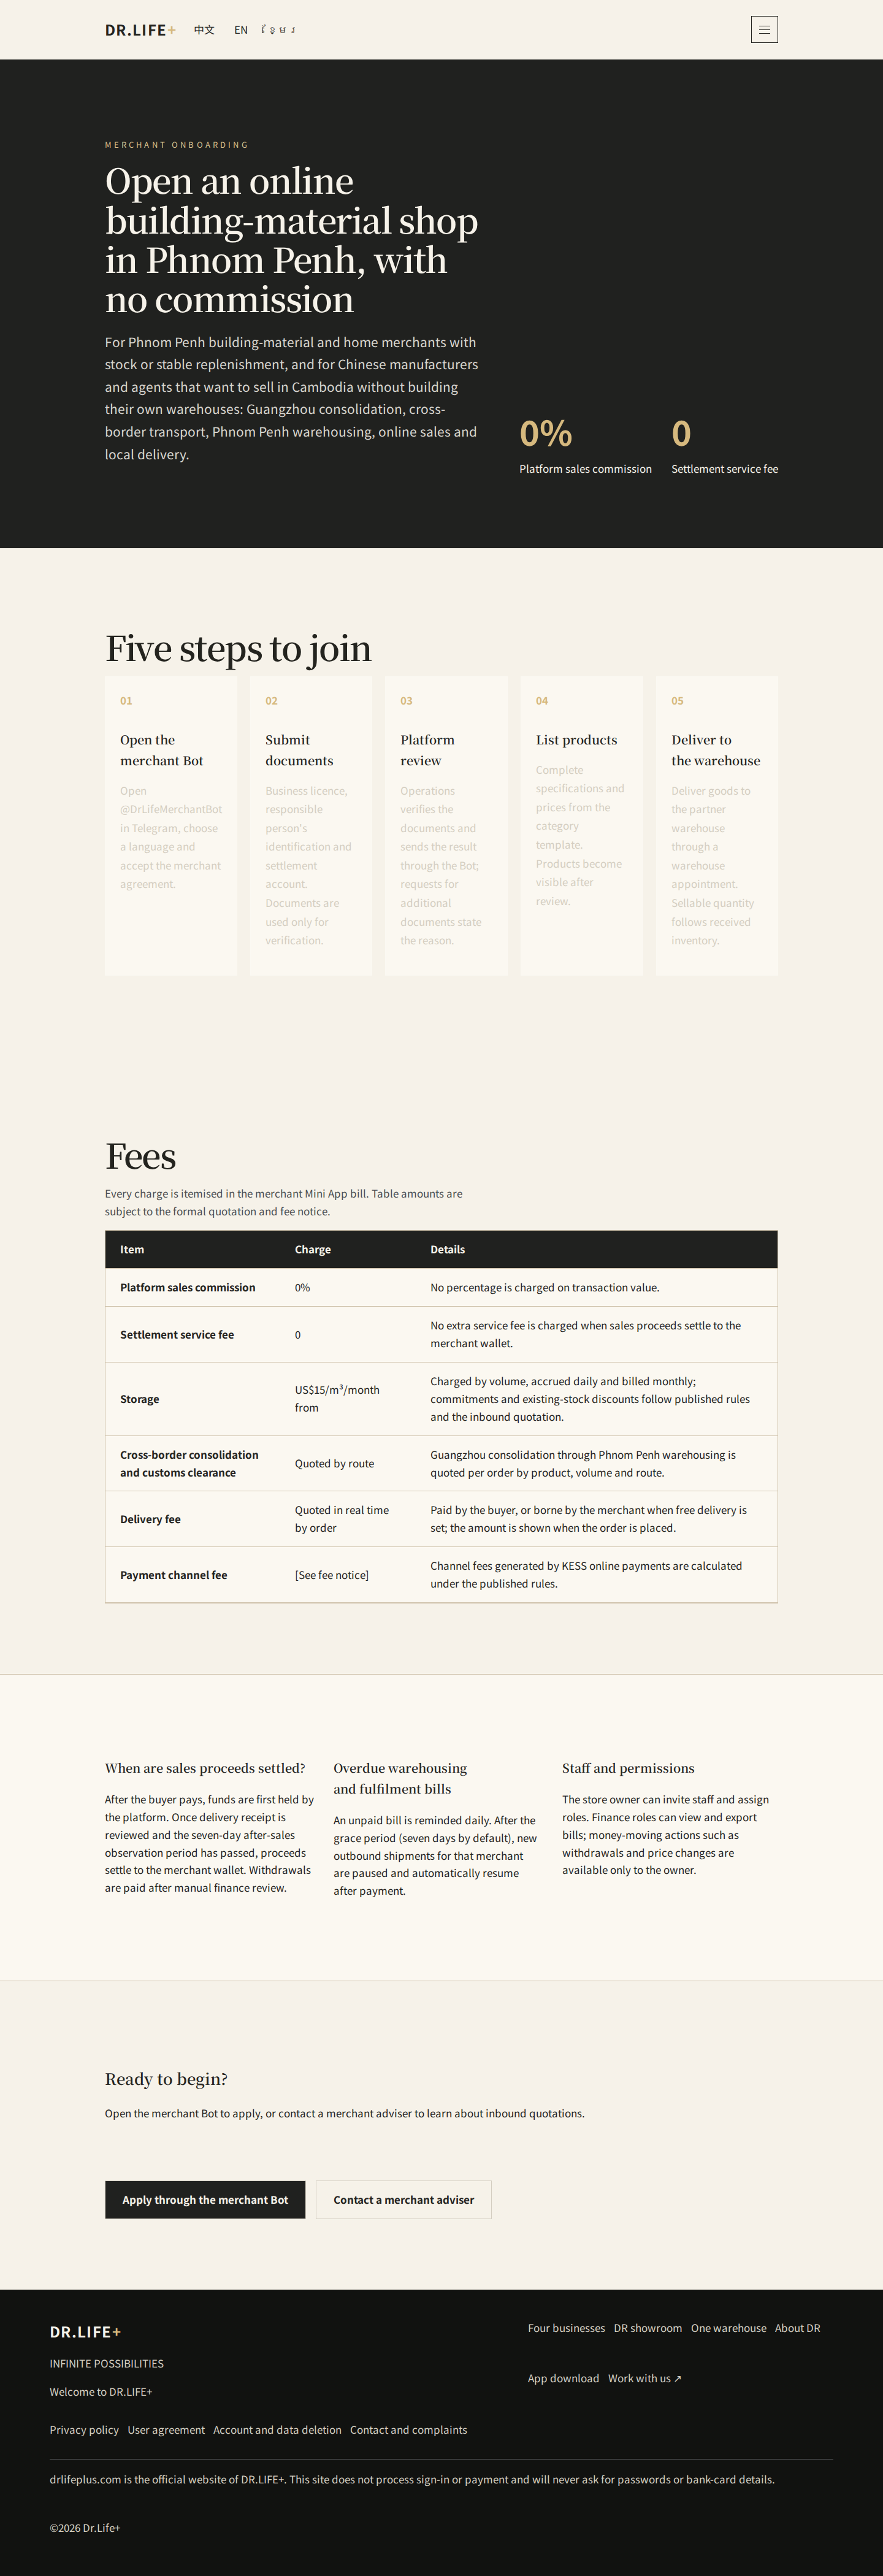 DR.LIFE+ 中文 EN ខ្មែរ
MERCHANT ONBOARDING
Open an online
building-material shop
in Phnom Penh, with
no commission
For Phnom Penh building-material and home merchants with
stock or stable replenishment, and for Chinese manufacturers
and agents that want to sell in Cambodia without building
their own warehouses: Guangzhou consolidation, cross-
border transport, Phnom Penh warehousing, online sales and
local delivery.
0%
Platform sales commission
0
Settlement service fee
Five steps to join
01
Open the
merchant Bot
Open
@DrLifeMerchantBot
in Telegram, choose
a language and
accept the merchant
agreement.
02
Submit
documents
Business licence,
responsible
person's
identification and
settlement
account.
Documents are
used only for
verification.
03
Platform
review
Operations
verifies the
documents and
sends the result
through the Bot;
requests for
additional
documents state
the reason.
04
List products
Complete
specifications and
prices from the
category
template.
Products become
visible after
review.
05
Deliver to
the warehouse
Deliver goods to
the partner
warehouse
through a
warehouse
appointment.
Sellable quantity
follows received
inventory.
Fees
Every charge is itemised in the merchant Mini App bill. Table amounts are
subject to the formal quotation and fee notice.
Item Charge Details
Platform sales commission 0% No percentage is charged on transaction value.
Settlement service fee 0 No extra service fee is charged when sales proceeds settle to the
merchant wallet.
Storage
US$15/m³/month
from
Charged by volume, accrued daily and billed monthly;
commitments and existing-stock discounts follow published rules
and the inbound quotation.
Cross-border consolidation
and customs clearance
Quoted by route
Guangzhou consolidation through Phnom Penh warehousing is
quoted per order by product, volume and route.
Delivery fee
Quoted in real time
by order
Paid by the buyer, or borne by the merchant when free delivery is
set; the amount is shown when the order is placed.
Payment channel fee
[See fee notice]
Channel fees generated by KESS online payments are calculated
under the published rules.
When are sales proceeds settled?
After the buyer pays, funds are first held by
the platform. Once delivery receipt is
reviewed and the seven-day after-sales
observation period has passed, proceeds
settle to the merchant wallet. Withdrawals
are paid after manual finance review.
Overdue warehousing
and fulfilment bills
An unpaid bill is reminded daily. After the
grace period (seven days by default), new
outbound shipments for that merchant
are paused and automatically resume
after payment.
Staff and permissions
The store owner can invite staff and assign
roles. Finance roles can view and export
bills; money-moving actions such as
withdrawals and price changes are
available only to the owner.
Ready to begin?
Open the merchant Bot to apply, or contact a merchant adviser to learn about inbound quotations.
Apply through the merchant Bot
Contact a merchant adviser
DR.LIFE+
INFINITE POSSIBILITIES
Welcome to DR.LIFE+
Four businesses DR showroom One warehouse About DR
App download Work with us ↗
Privacy policy User agreement Account and data deletion Contact and complaints
drlifeplus.com is the official website of DR.LIFE+. This site does not process sign-in or payment and will never ask for passwords or bank-card details.
©2026 Dr.Life+